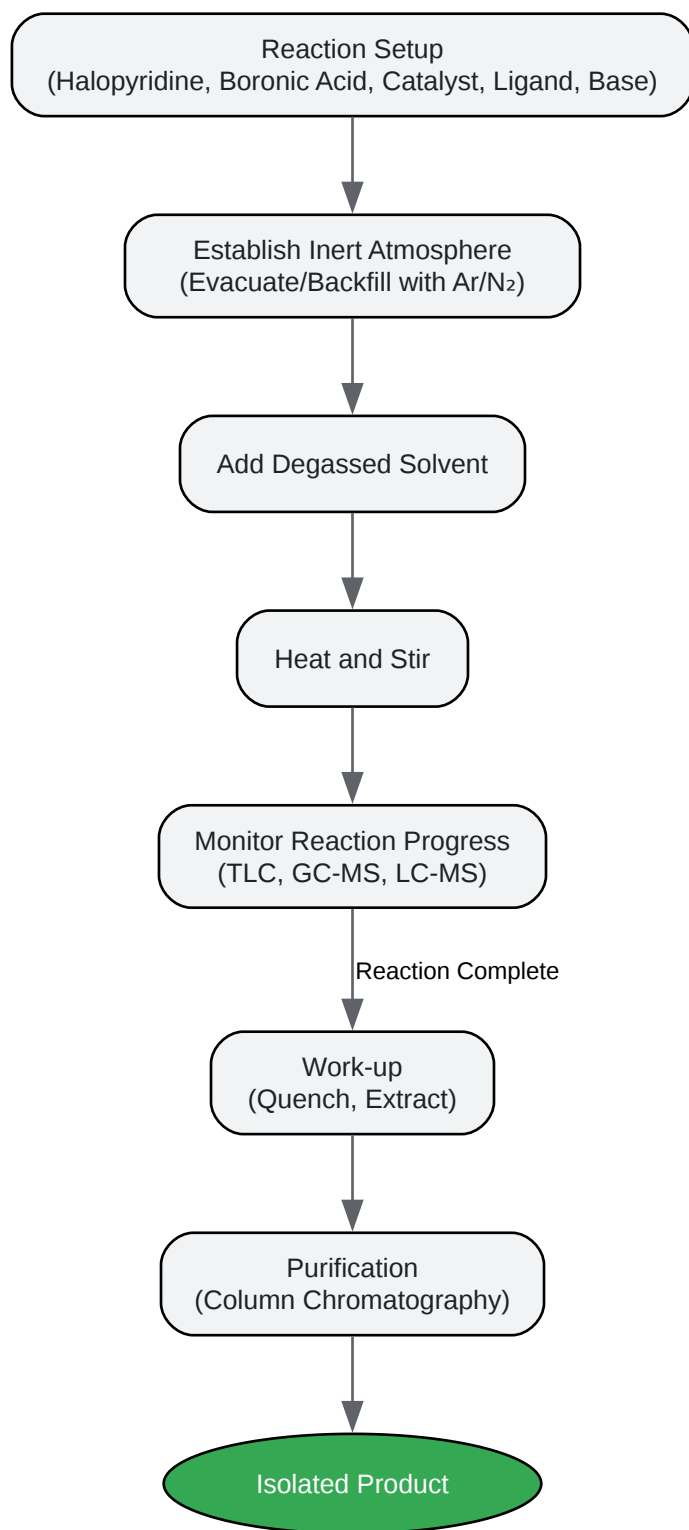 Reaction Setup
(Halopyridine, Boronic Acid, Catalyst, Ligand, Base)
Establish Inert Atmosphere
(Evacuate/Backfill with Ar/N₂)
Add Degassed Solvent
Heat and Stir
Monitor Reaction Progress
(TLC, GC-MS, LC-MS)
Reaction Complete
Work-up
(Quench, Extract)
Purification
(Column Chromatography)
Isolated Product